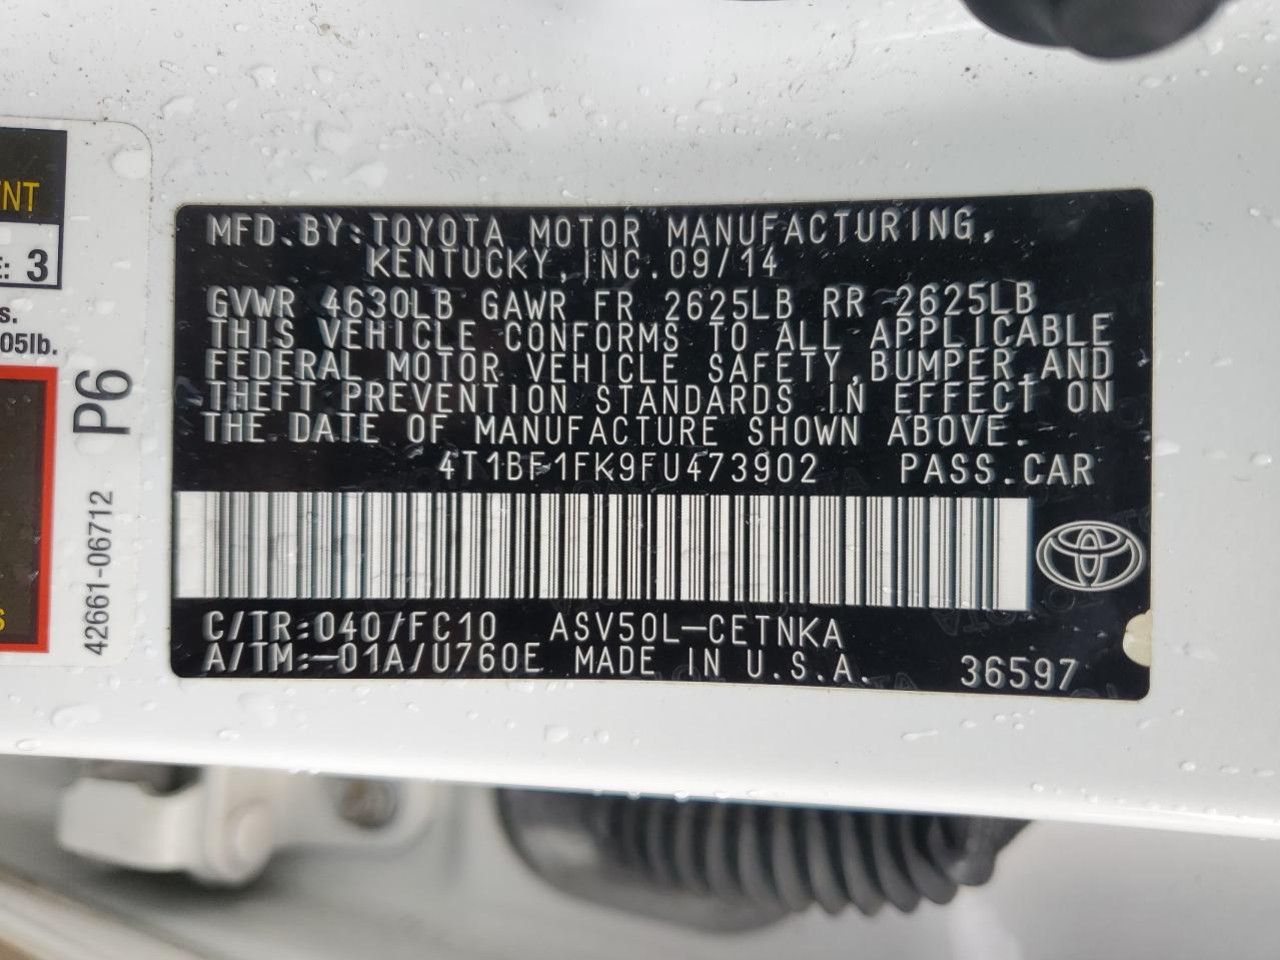 NT
E: 3
s.
05lb.
P6
42661-06712
S
MFD.BY:TOYOTA MOTOR MANUFACTURING,
KENTUCKY,INC.09/14
GVWR 4630LB GAWR FR 2625LB RR 2625LB
THIS VEHICLE CONFORMS TO ALL APPLICABLE
FEDERAL MOTOR VEHICLE SAFETY,BUMPER,AND
THEFT PREVENTION STANDARDS IN EFFECT ON
THE DATE OF MANUFACTURE SHOWN ABOVE.
4T1BF1FK9FU473902 PASS.CAR
C/TR:040/FC10 ASV50L-CETNKA
A/TM:-01A/U760E MADE IN U.S.A. 36597